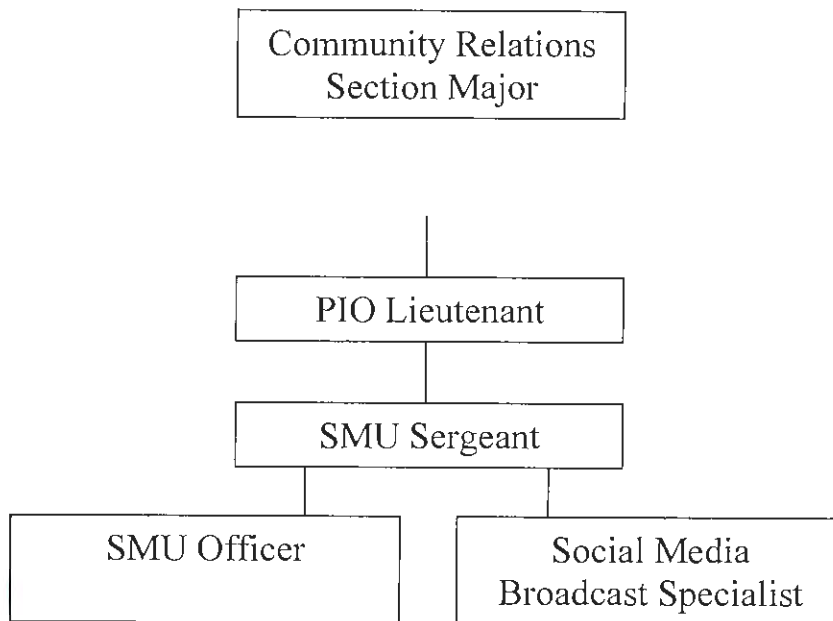 Community Relations
Section Major
PIO Lieutenant
SMU Sergeant
SMU Officer
Social Media
Broadcast Specialist